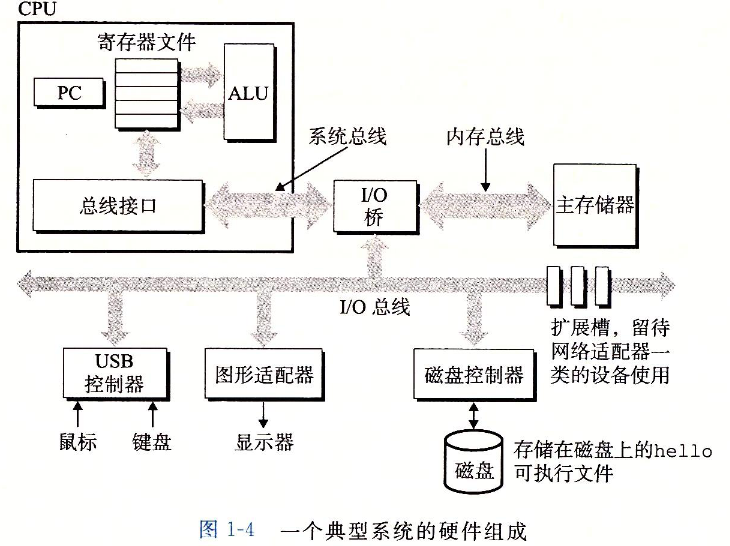 CPU
寄存器文件
PC
ALU
系统总线
内存总线
总线接口
I/O
桥
主存储器
I/O 总线
扩展槽，留待
网络适配器一
类的设备使用
USB
控制器
图形适配器
磁盘控制器
鼠标
键盘
显示器
磁盘
存储在磁盘上的hello
可执行文件
图 1-4 一个典型系统的硬件组成